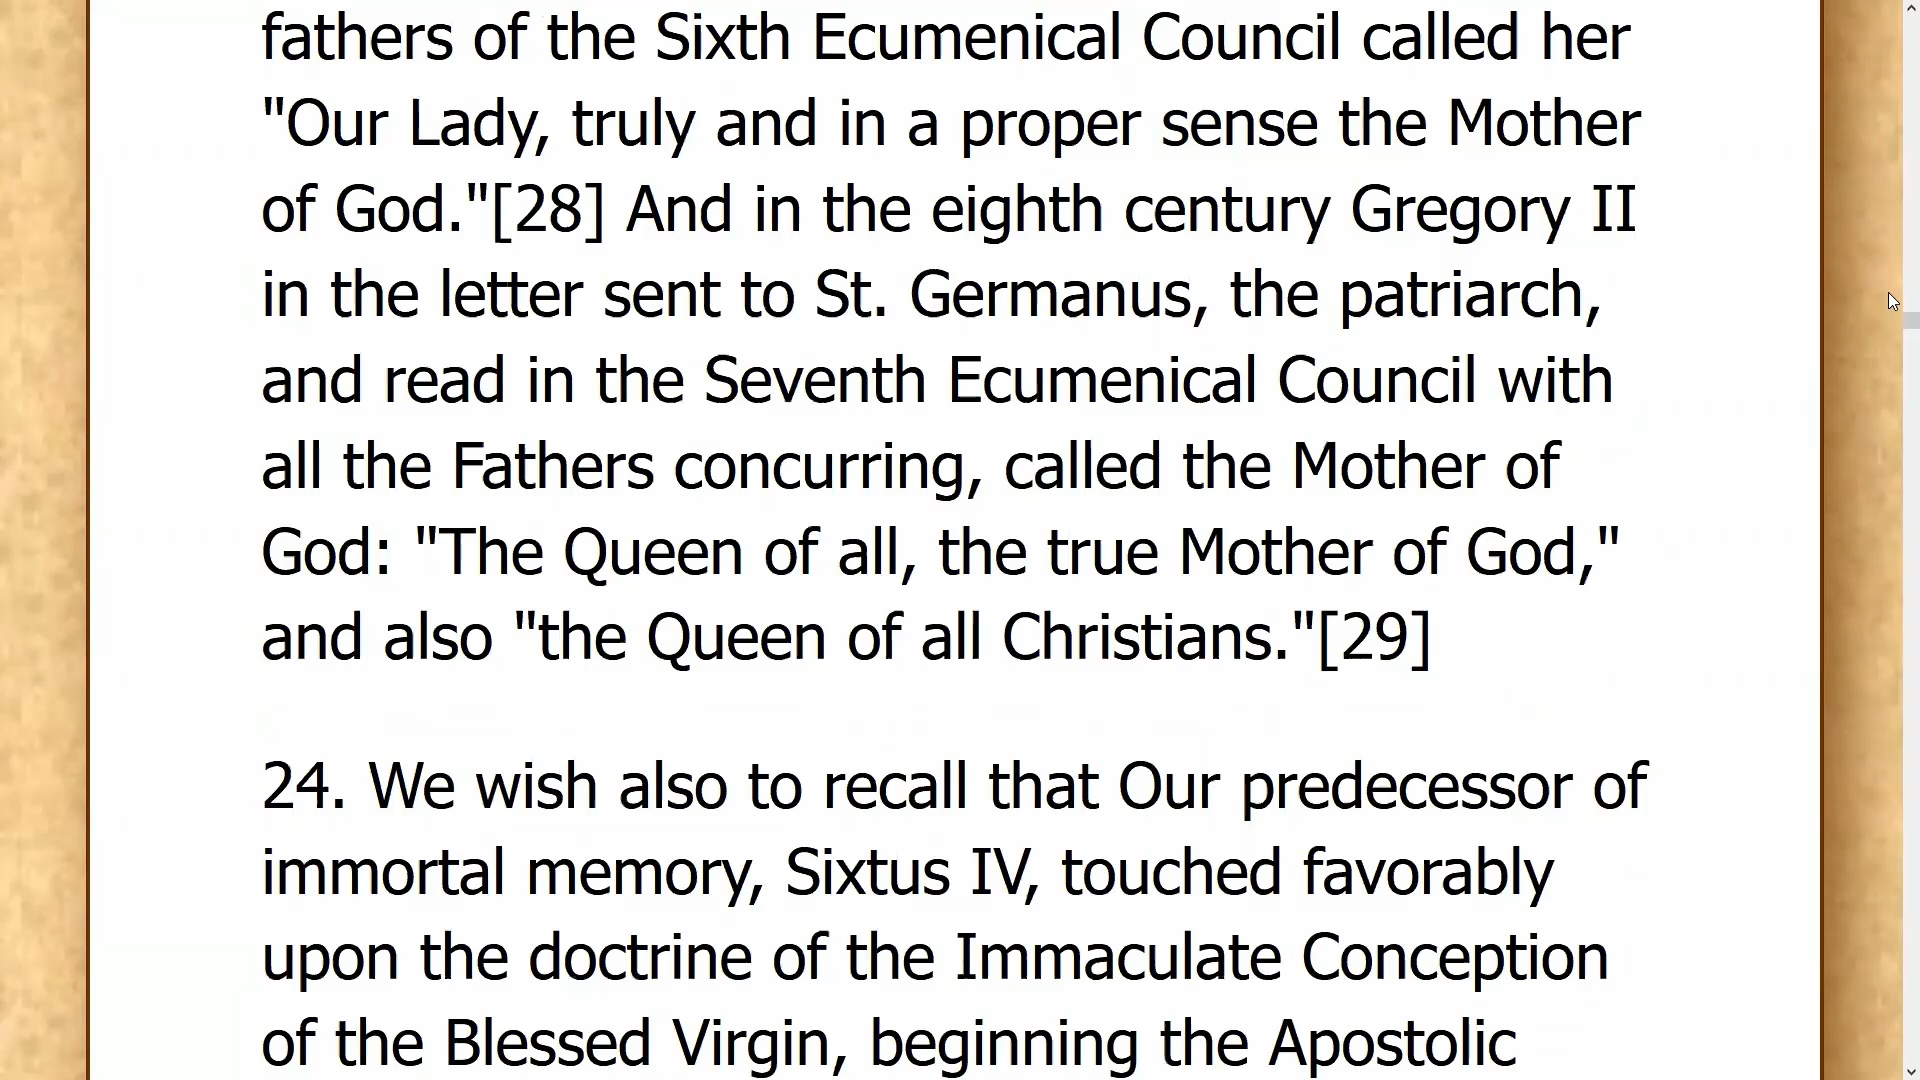 fathers of the Sixth Ecumenical Council called her
"Our Lady, truly and in a proper sense the Mother
of God."[28] And in the eighth century Gregory II
in the letter sent to St. Germanus, the patriarch,
and read in the Seventh Ecumenical Council with
all the Fathers concurring, called the Mother of
God: "The Queen of all, the true Mother of God,"
and also "the Queen of all Christians."[29]
24. We wish also to recall that Our predecessor of
immortal memory, Sixtus IV, touched favorably
upon the doctrine of the Immaculate Conception
of the Blessed Virgin, beginning the Apostolic